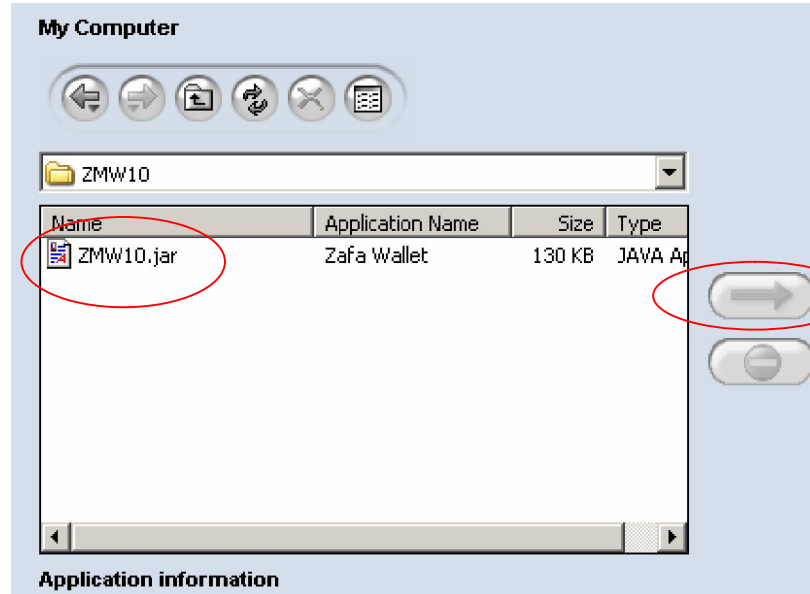 My Computer
ZMW10
Name Application Name Size Type
ZMW10.jar Zafa Wallet 130 KB JAVA Ap
Application information